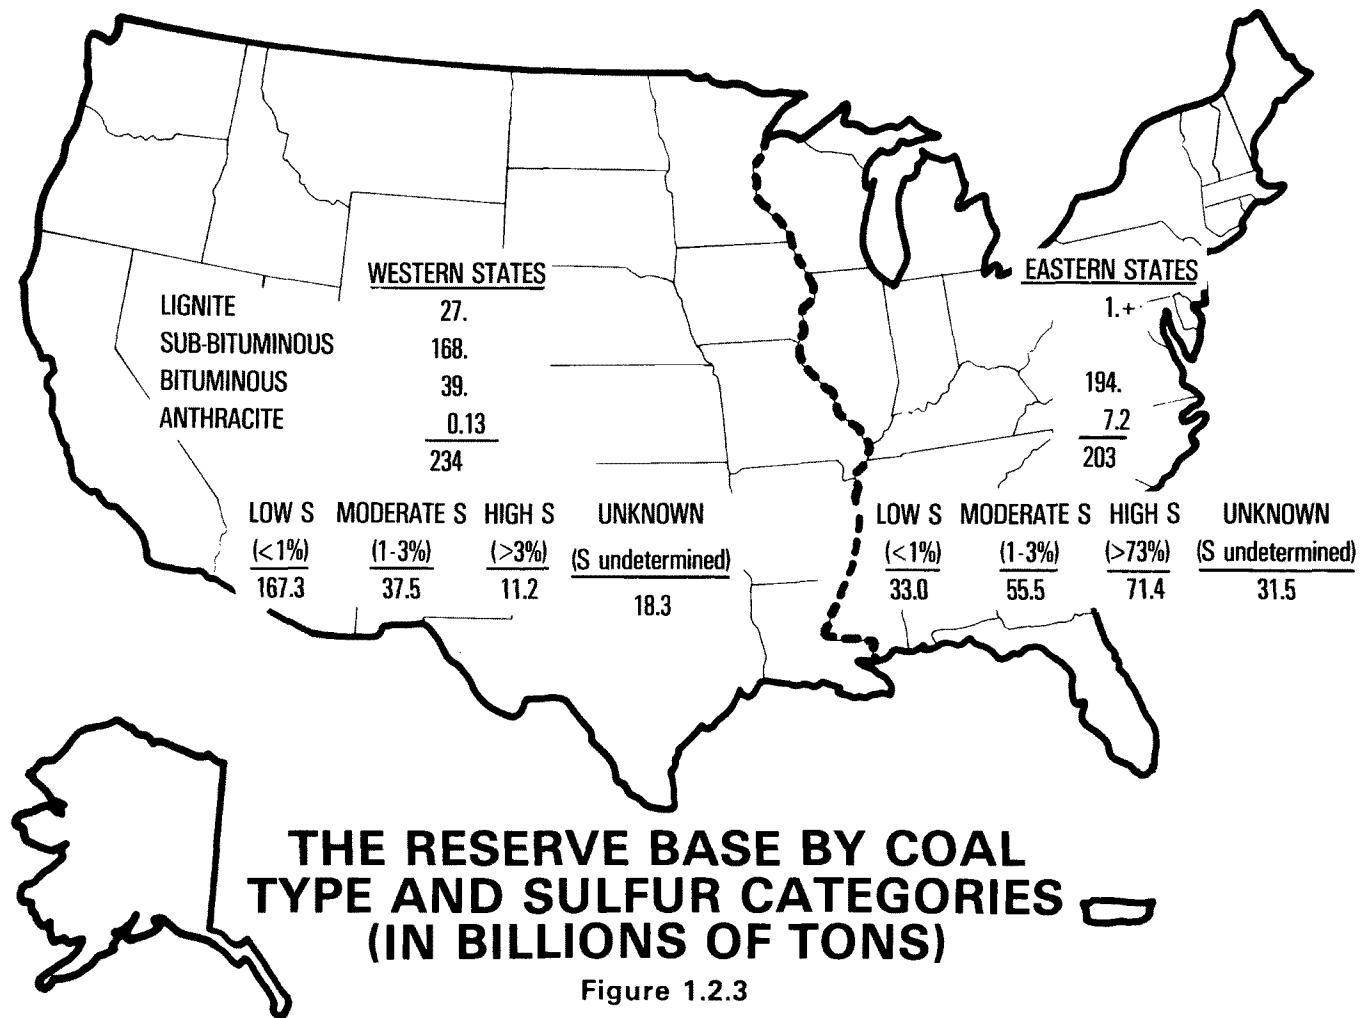 WESTERN STATES EASTERN STATES
LIGNITE 27. 1.+
SUB-BITUMINOUS 168.
BITUMINOUS 39. 194.
ANTHRACITE 0.13 7.2
234 203
LOW S MODERATE S HIGH S UNKNOWN LOW S MODERATE S HIGH S UNKNOWN
(<1%) (1-3%) (>3%) (S undetermined) (<1%) (1-3%) (>73%) (S undetermined)
167.3 37.5 11.2 18.3 33.0 55.5 71.4 31.5
THE RESERVE BASE BY COAL
TYPE AND SULFUR CATEGORIES
(IN BILLIONS OF TONS)
Figure 1.2.3